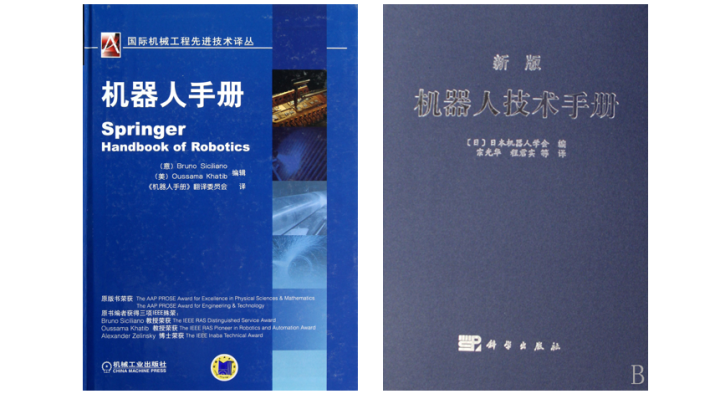 国际机械工程先进技术译丛
机器人手册
Springer
Handbook of Robotics
（意）Bruno Siciliano
（美）Oussama Khatib 编辑
《机器人手册》翻译委员会 译
原版书荣获 The AAP PROSE Award for Excellence in Physical Sciences & Mathematics
The AAP PROSE Award for Engineering & Technology
原书编者获得三项IEEE殊荣：
Bruno Siciliano 教授荣获 The IEEE RAS Distinguished Service Award
Oussama Khatib 教授荣获 The IEEE RAS Pioneer in Robotics and Automation Award
Alexander Zelinsky 博士荣获 The IEEE Inaba Technical Award
机械工业出版社
CHINA MACHINE PRESS
新版
机器人技术手册
〔日〕日本机器人学会 编
宗光华 程君实 等 译
科学出版社
B